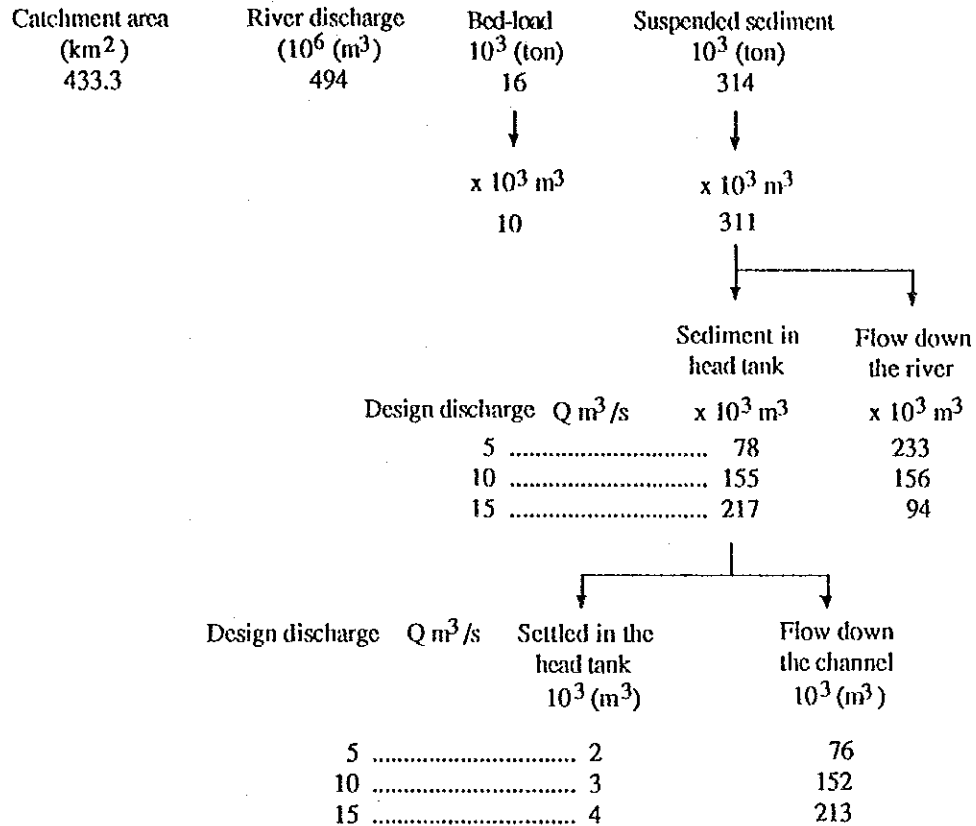 Catchment area River discharge Bed-load Suspended sediment
(km²) (10⁶ (m³) 10³ (ton) 10³ (ton)
433.3 494 16 314
x 10³ m³ x 10³ m³
10 311
Sediment in Flow down
head tank the river
Design discharge Q m³/s x 10³ m³ x 10³ m³
5 ............................. 78 233
10 ............................. 155 156
15 ............................. 217 94
Design discharge Q m³/s Settled in the Flow down
head tank the channel
10³ (m³) 10³ (m³)
5 .............................. 2 76
10 .............................. 3 152
15 .............................. 4 213